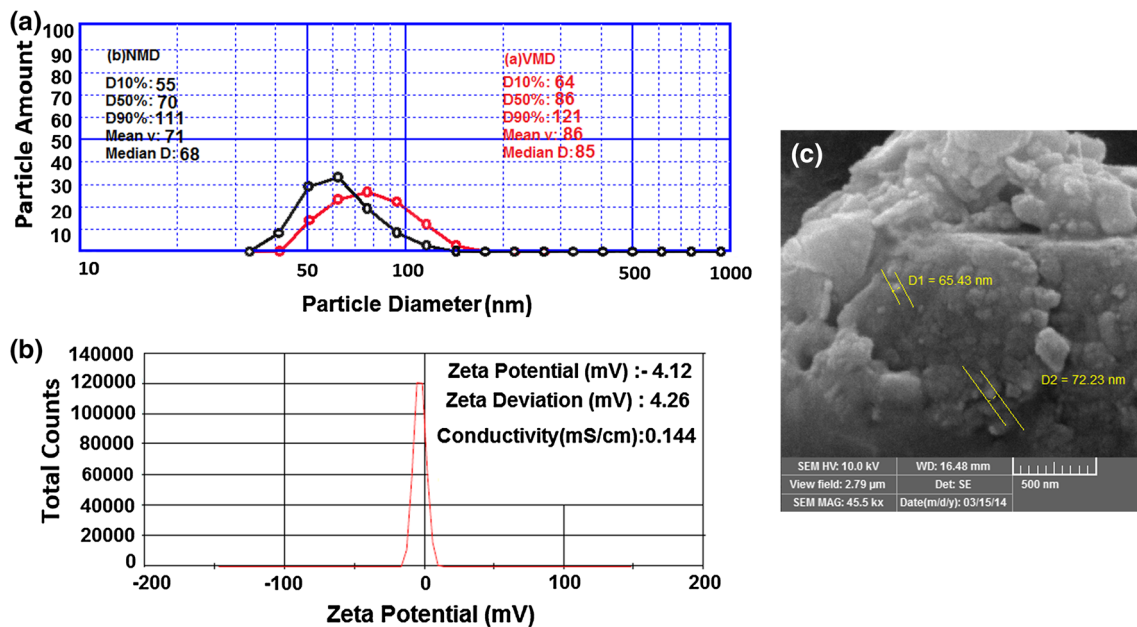 (a)
Particle Amount
100
90
80
70
60
50
40
30
20
10
(b)NMD
D10%: 55
D50%: 70
D90%: 111
Mean v: 71
Median D: 68
(a)VMD
D10%: 64
D50%: 86
D90%: 121
Mean v: 86
Median D: 85
10 50 100 500 1000
Particle Diameter (nm)
(b)
Total Counts
140000
120000
100000
80000
60000
40000
20000
0
Zeta Potential (mV) :- 4.12
Zeta Deviation (mV) : 4.26
Conductivity(mS/cm):0.144
-200 -100 0 100 200
Zeta Potential (mV)
(c)
D1 = 65.43 nm
D2 = 72.23 nm
SEM HV: 10.0 kV WD: 16.48 mm
View field: 2.79 µm Det: SE
SEM MAG: 45.5 kx Date(m/d/y): 03/15/14
500 nm